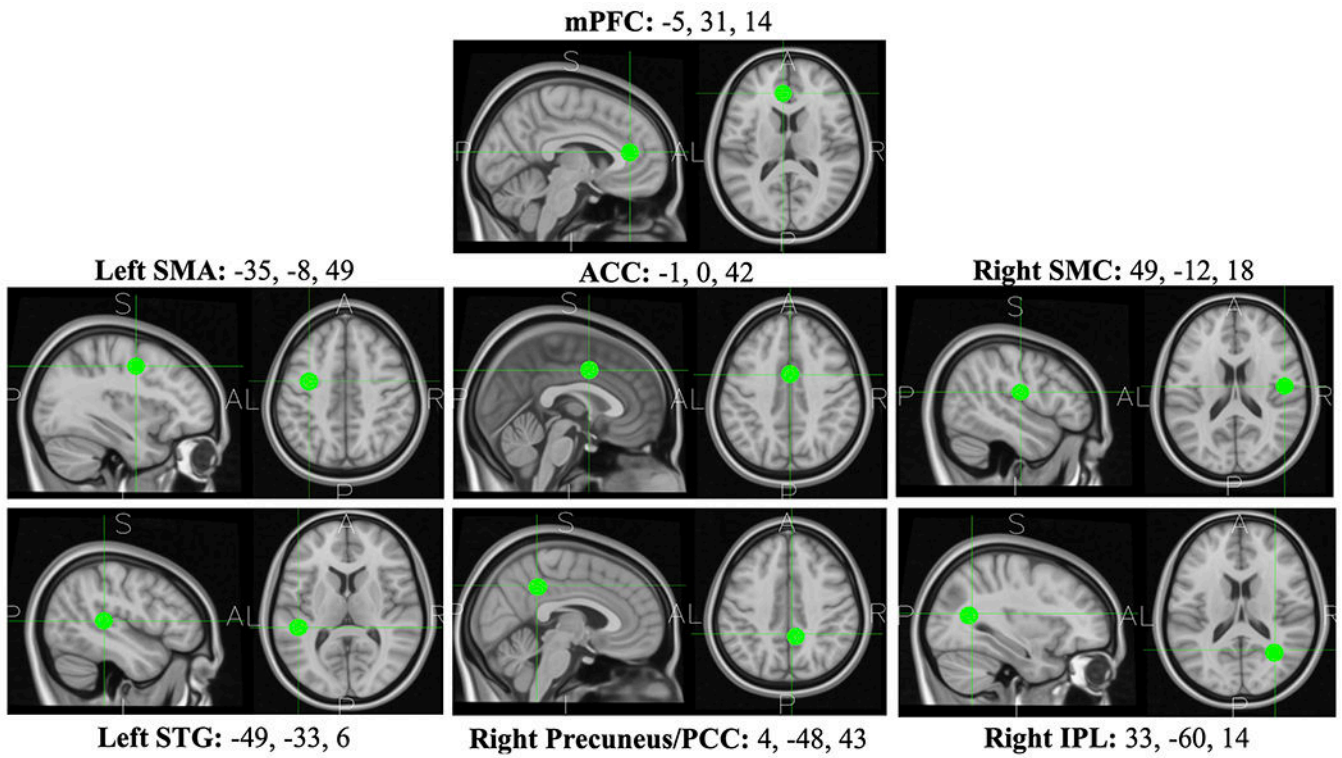 mPFC: -5, 31, 14
S A
P A L R
I P
Left SMA: -35, -8, 49 ACC: -1, 0, 42 Right SMC: 49, -12, 18
S A S A S A
P A L R P A L R P A L R
I P I P I P
S A S A S A
P A L R P A L R P A L R
I P I P I P
Left STG: -49, -33, 6 Right Precuneus/PCC: 4, -48, 43 Right IPL: 33, -60, 14